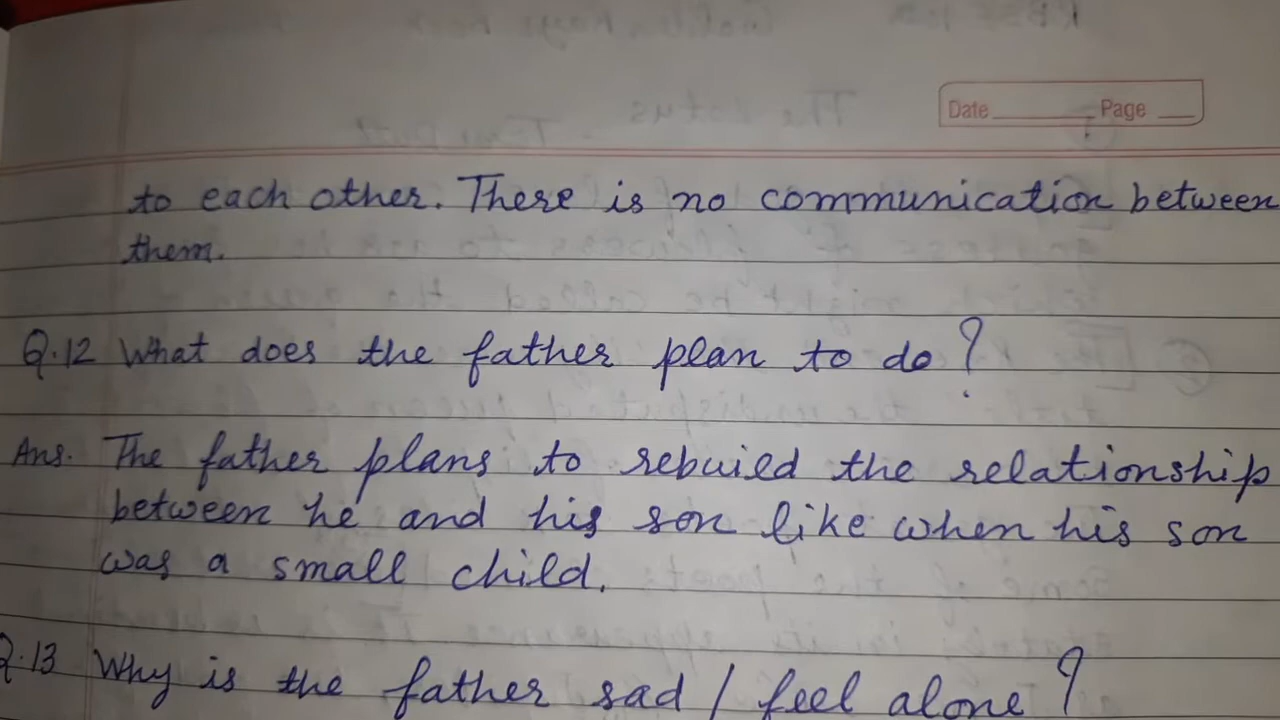 Date Page
to each other. There is no communication between
them.
Q.12 What does the father plan to do?
Ans. The father plans to rebuied the relationship
between he and his son like when his son
was a small child.
Q.13 Why is the father sad / feel alone?